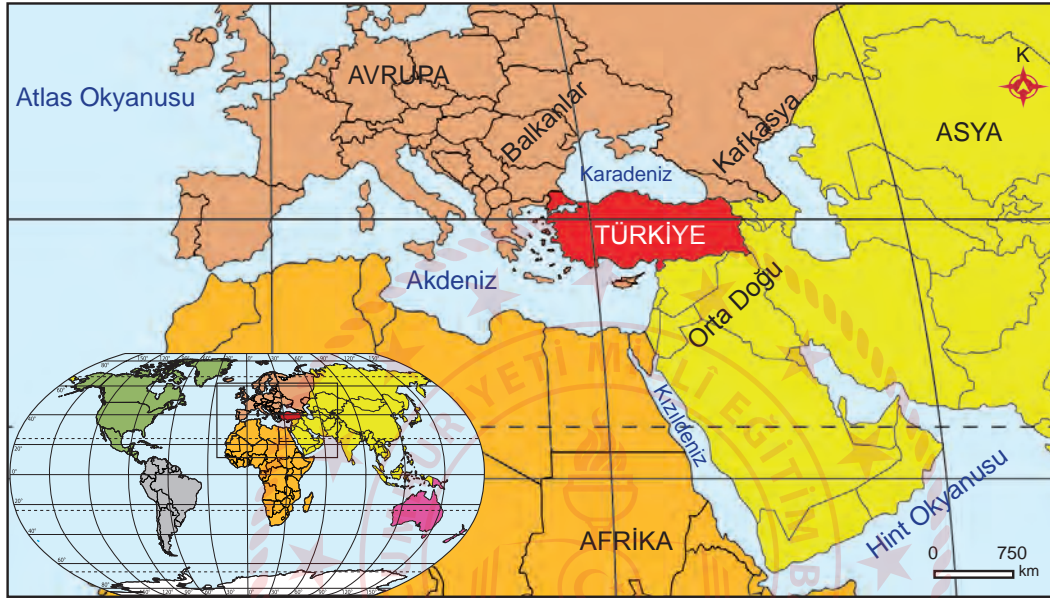 AVRUPA
Atlas Okyanusu
Balkanlar
Kafkasya
K
ASYA
Karadeniz
TÜRKİYE
Akdeniz
Orta Doğu
Kızıldeniz
AFRİKA
Hint Okyanusu
0 750
km